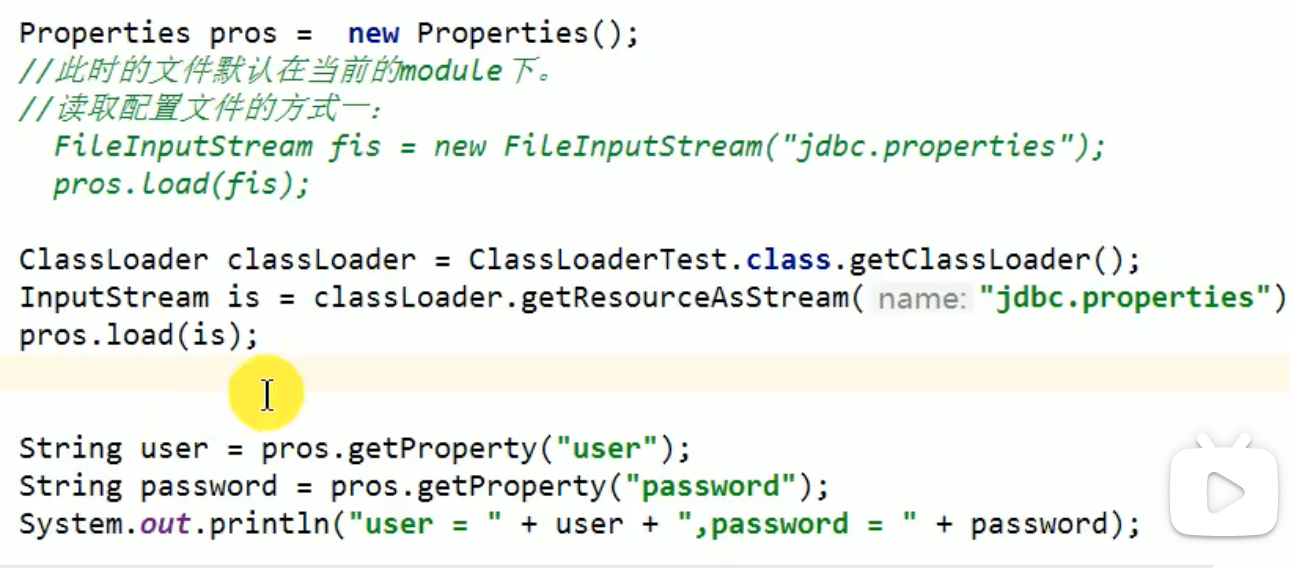 Properties pros =  new Properties();
//此时的文件默认在当前的module下。
//读取配置文件的方式一：
  FileInputStream fis = new FileInputStream("jdbc.properties");
  pros.load(fis);
ClassLoader classLoader = ClassLoaderTest.class.getClassLoader();
InputStream is = classLoader.getResourceAsStream( name: "jdbc.properties")
pros.load(is);
String user = pros.getProperty("user");
String password = pros.getProperty("password");
System.out.println("user = " + user + ",password = " + password);